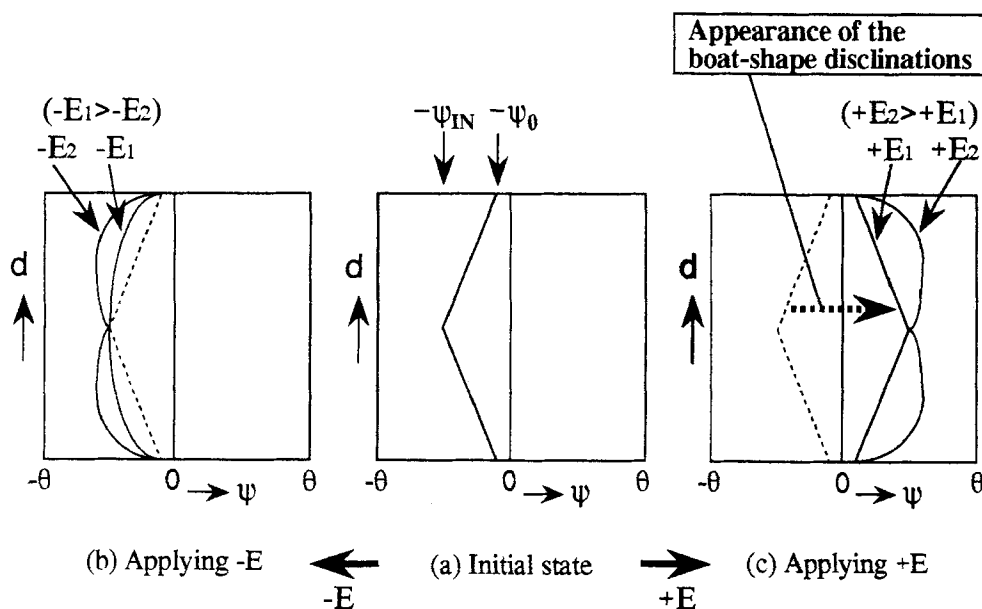 Appearance of the
boat-shape disclinations
(-E1>-E2)
-E2 -E1
-ψIN -ψ0
(+E2>+E1)
+E1 +E2
d
d
d
-θ 0 ψ θ
-θ 0 ψ θ
-θ 0 ψ θ
(b) Applying -E
-E
(a) Initial state
+E
(c) Applying +E